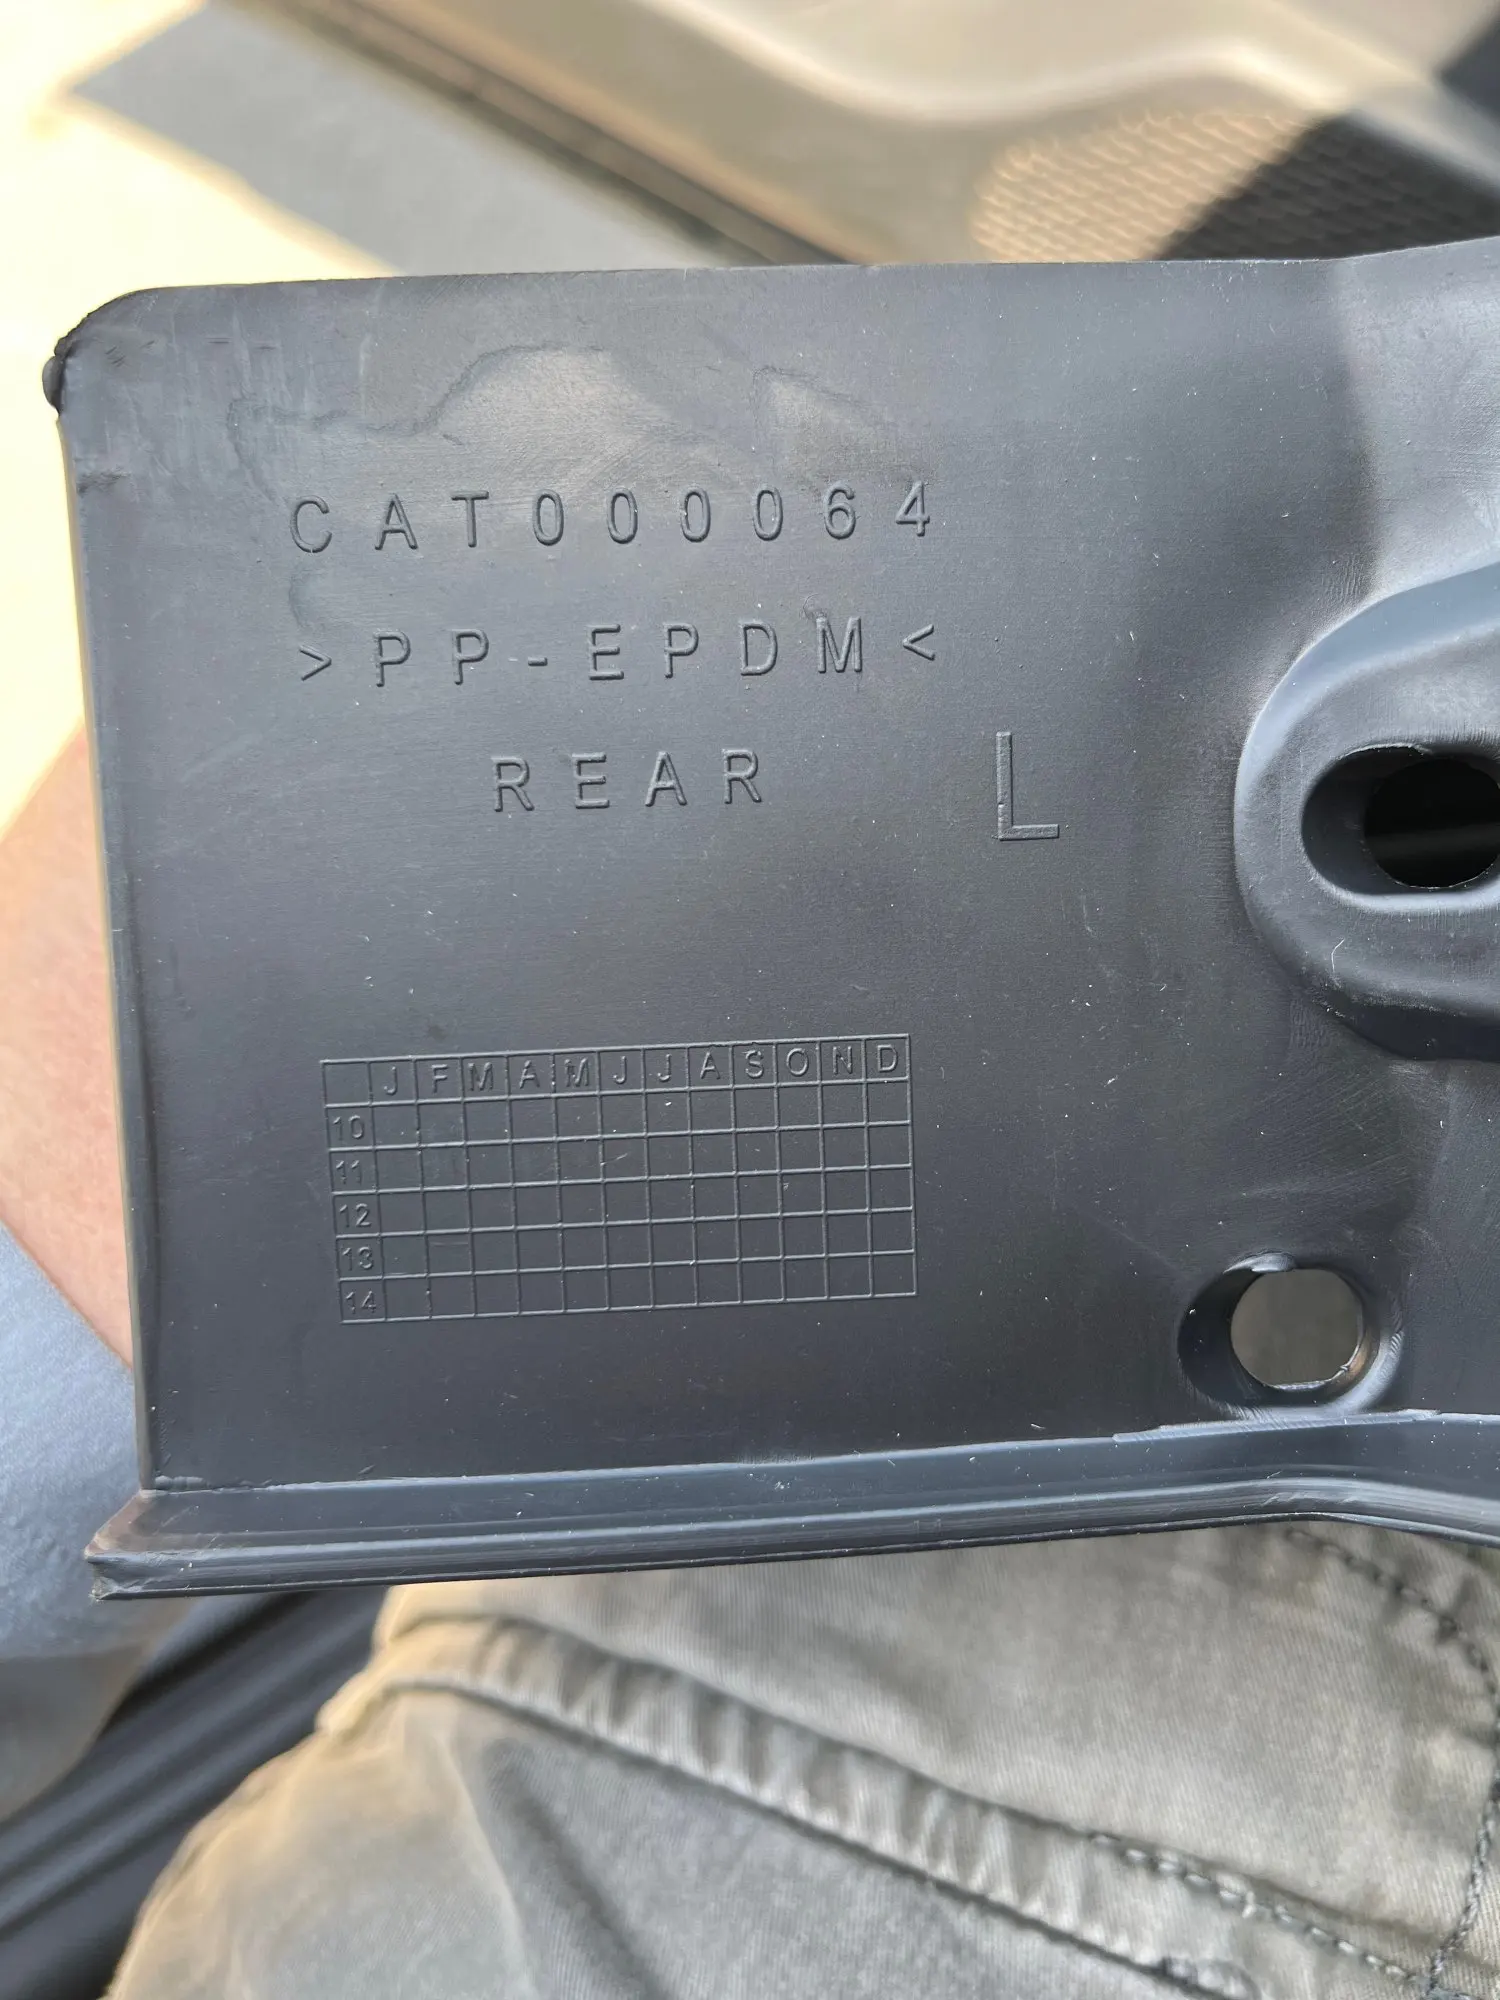 CAT000064
>PP-EPDM<
REAR L
J F M A M J J A S O N D
10
11
12
13
14